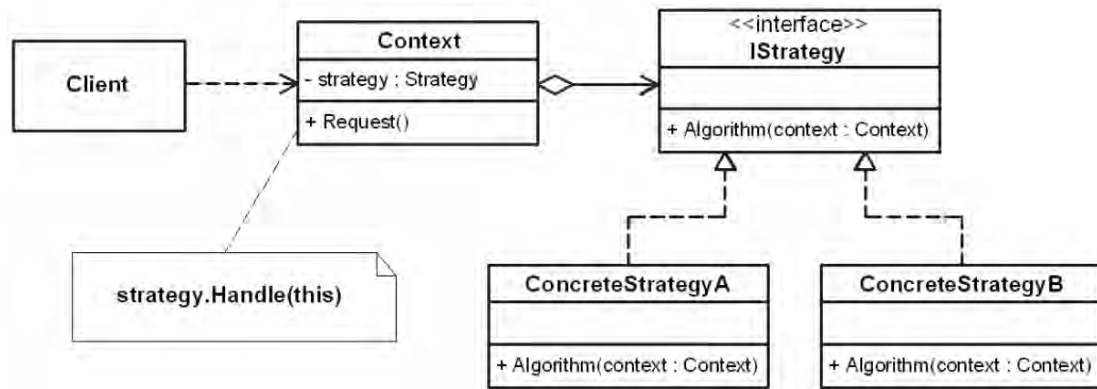 Client
Context
- strategy : Strategy
+ Request()
<<interface>>
IStrategy
+ Algorithm(context : Context)
strategy.Handle(this)
ConcreteStrategyA
+ Algorithm(context : Context)
ConcreteStrategyB
+ Algorithm(context : Context)